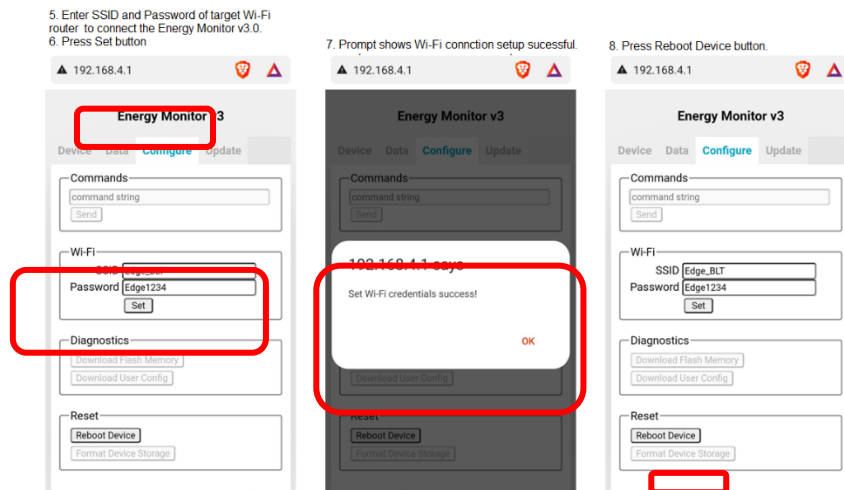 5. Enter SSID and Password of target Wi-Fi
router to connect the Energy Monitor v3.0.
6. Press Set button
192.168.4.1
Energy Monitor v3
Device Data Configure Update
Commands
command string
Send
Wi-Fi
SSID Edge_BLT
Password Edge1234
Set
Diagnostics
Download Flash Memory
Download User Config
Reset
Reboot Device
Format Device Storage
7. Prompt shows Wi-Fi connction setup sucessful.
192.168.4.1
Energy Monitor v3
Device Data Configure Update
Commands
command string
Send
192.168.4.1 says
Set Wi-Fi credentials success!
OK
Download User Config
Reset
Reboot Device
Format Device Storage
8. Press Reboot Device button.
192.168.4.1
Energy Monitor v3
Device Data Configure Update
Commands
command string
Send
Wi-Fi
SSID Edge_BLT
Password Edge1234
Set
Diagnostics
Download Flash Memory
Download User Config
Reset
Reboot Device
Format Device Storage